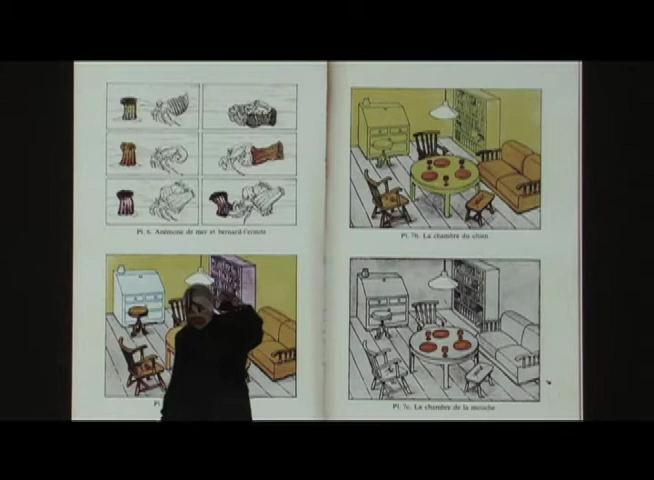 Pl. 6. Anémone de mer et bernard-l'ermite
Pl. 7b. La chambre du chien
Pl.
Pl. 7c. La chambre de la mouche